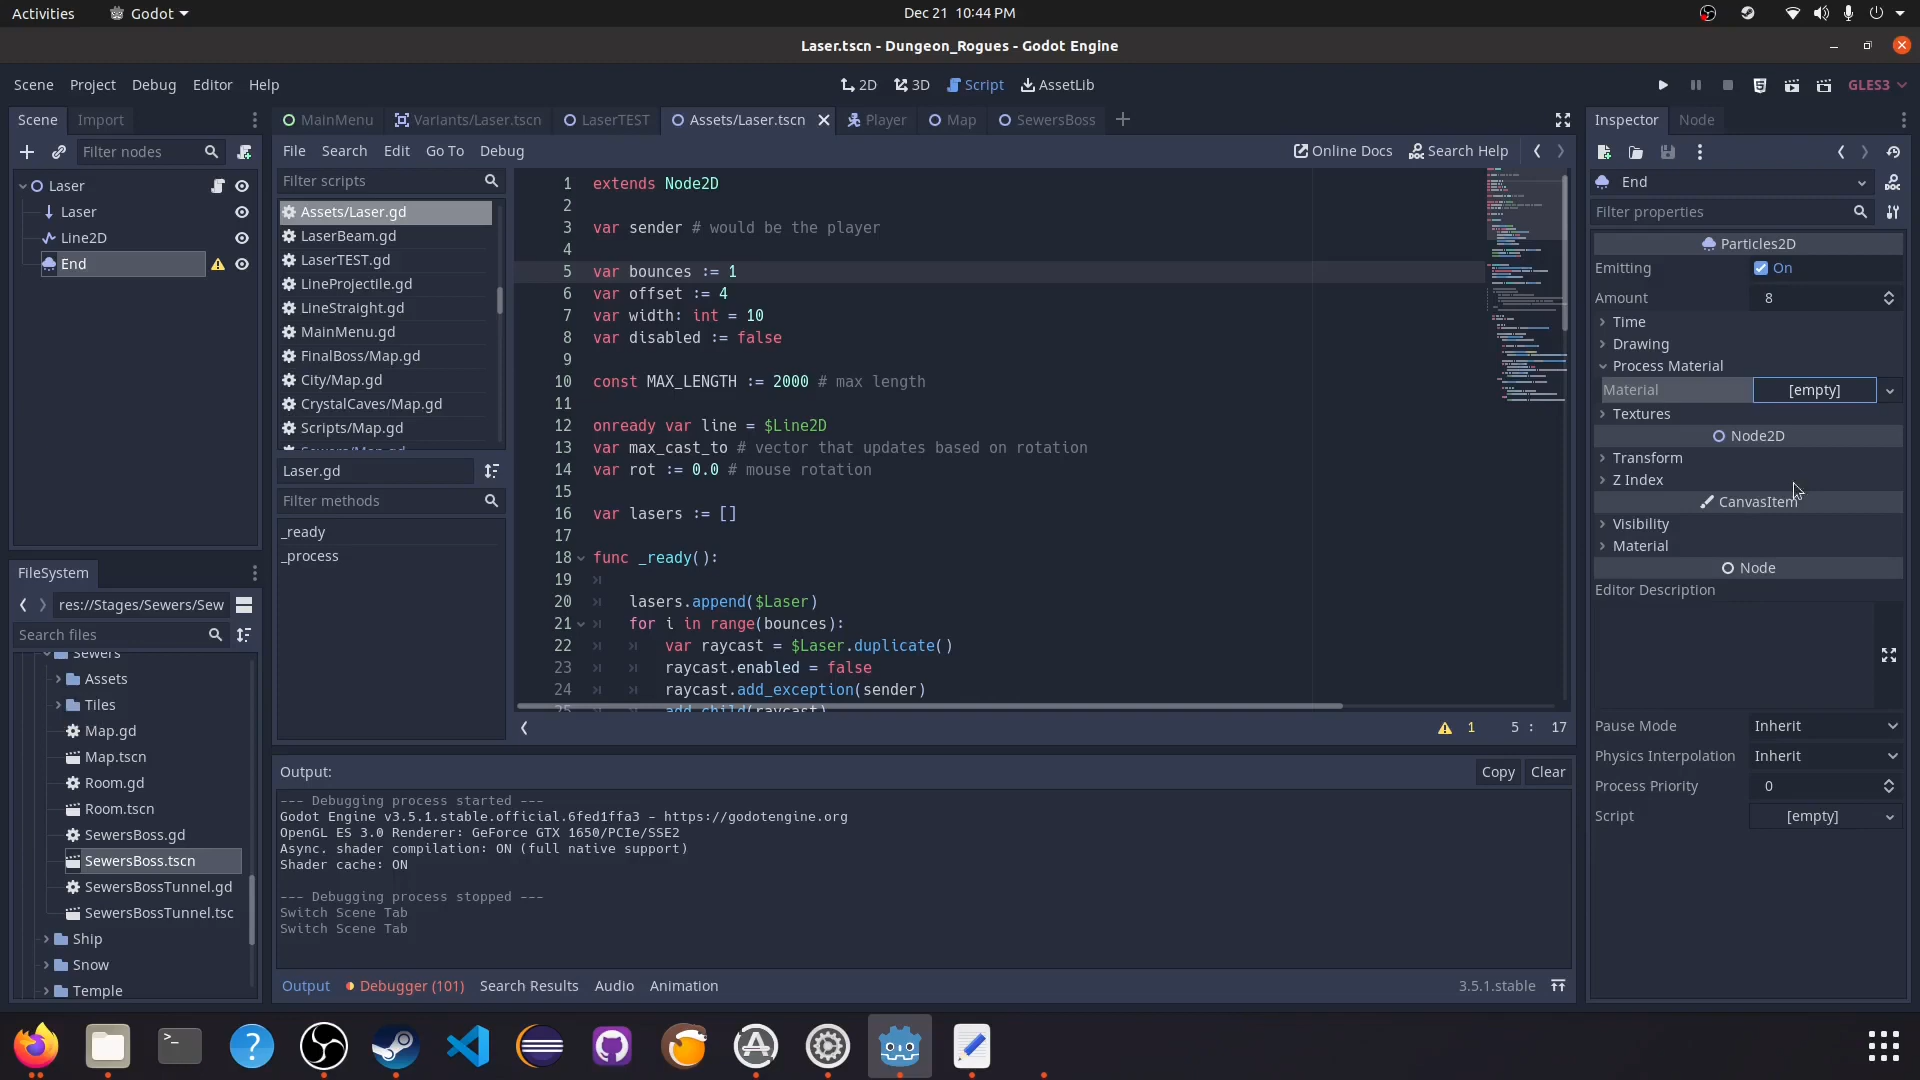 Activities
Godot
Dec 21 10:44 PM
Laser.tscn - Dungeon_Rogues - Godot Engine
Scene Project Debug Editor Help
2D 3D Script AssetLib
GLES3
Scene Import
MainMenu Variants/Laser.tscn LaserTEST Assets/Laser.tscn Player Map SewersBoss
Inspector Node
Filter nodes
File Search Edit Go To Debug
Online Docs Search Help
Filter scripts
Laser
Laser
Line2D
End
Assets/Laser.gd
LaserBeam.gd
LaserTEST.gd
LineProjectile.gd
LineStraight.gd
MainMenu.gd
FinalBoss/Map.gd
City/Map.gd
CrystalCaves/Map.gd
Scripts/Map.gd
Sewers/Map.gd
Laser.gd
Filter methods
_ready
_process
1 extends Node2D
2
3 var sender # would be the player
4
5 var bounces := 1
6 var offset := 4
7 var width: int = 10
8 var disabled := false
9
10 const MAX_LENGTH := 2000 # max length
11
12 onready var line = $Line2D
13 var max_cast_to # vector that updates based on rotation
14 var rot := 0.0 # mouse rotation
15
16 var lasers := []
17
18 func _ready():
19
20 lasers.append($Laser)
21 for i in range(bounces):
22 var raycast = $Laser.duplicate()
23 raycast.enabled = false
24 raycast.add_exception(sender)
25 add_child(raycast)
1 5 : 17
End
Filter properties
Particles2D
Emitting On
Amount 8
Time
Drawing
Process Material
Material [empty]
Textures
Node2D
Transform
Z Index
CanvasItem
Visibility
Material
Node
Editor Description
Pause Mode Inherit
Physics Interpolation Inherit
Process Priority 0
Script [empty]
FileSystem
res://Stages/Sewers/Sew
Search files
Sewers
Assets
Tiles
Map.gd
Map.tscn
Room.gd
Room.tscn
SewersBoss.gd
SewersBoss.tscn
SewersBossTunnel.gd
SewersBossTunnel.tsc
Ship
Snow
Temple
Output:
Copy Clear
--- Debugging process started ---
Godot Engine v3.5.1.stable.official.6fed1ffa3 - https://godotengine.org
OpenGL ES 3.0 Renderer: GeForce GTX 1650/PCIe/SSE2
Async. shader compilation: ON (full native support)
Shader cache: ON
--- Debugging process stopped ---
Switch Scene Tab
Switch Scene Tab
Output Debugger (101) Search Results Audio Animation
3.5.1.stable